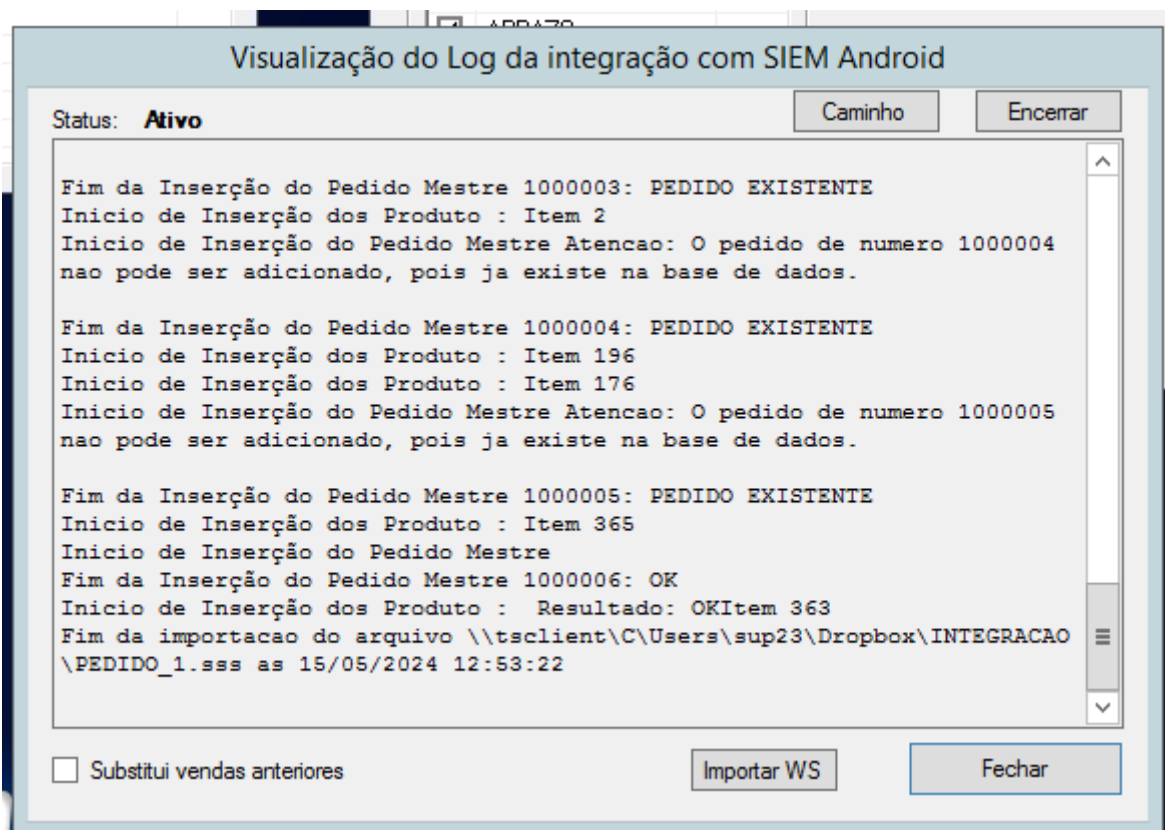 Visualização do Log da integração com SIEM Android
Status: Ativo
Caminho
Encerrar
Fim da Inserção do Pedido Mestre 1000003: PEDIDO EXISTENTE
Inicio de Inserção dos Produto : Item 2
Inicio de Inserção do Pedido Mestre Atencao: O pedido de numero 1000004
nao pode ser adicionado, pois ja existe na base de dados.
Fim da Inserção do Pedido Mestre 1000004: PEDIDO EXISTENTE
Inicio de Inserção dos Produto : Item 196
Inicio de Inserção dos Produto : Item 176
Inicio de Inserção do Pedido Mestre Atencao: O pedido de numero 1000005
nao pode ser adicionado, pois ja existe na base de dados.
Fim da Inserção do Pedido Mestre 1000005: PEDIDO EXISTENTE
Inicio de Inserção dos Produto : Item 365
Inicio de Inserção do Pedido Mestre
Fim da Inserção do Pedido Mestre 1000006: OK
Inicio de Inserção dos Produto :  Resultado: OKItem 363
Fim da importacao do arquivo \\tsclient\C\Users\sup23\Dropbox\INTEGRACAO
\PEDIDO_1.sss as 15/05/2024 12:53:22
Substitui vendas anteriores
Importar WS
Fechar